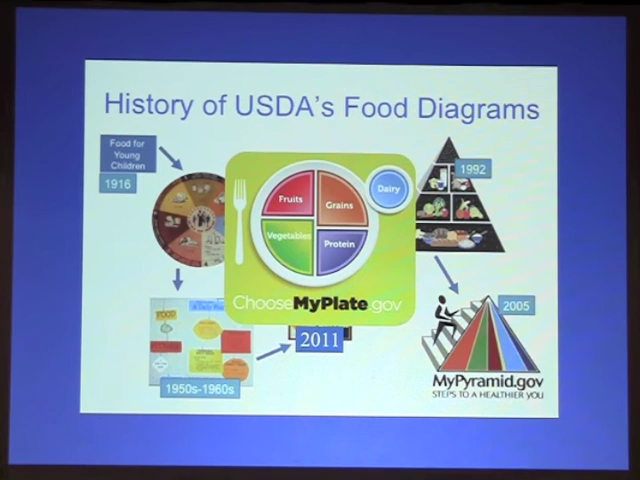 History of USDA's Food Diagrams
Food for
Young
Children
1916
1992
Fruits
Grains
Dairy
Vegetables
Protein
ChooseMyPlate.gov
2011
FOOD
1950s-1960s
2005
MyPyramid.gov
STEPS TO A HEALTHIER YOU